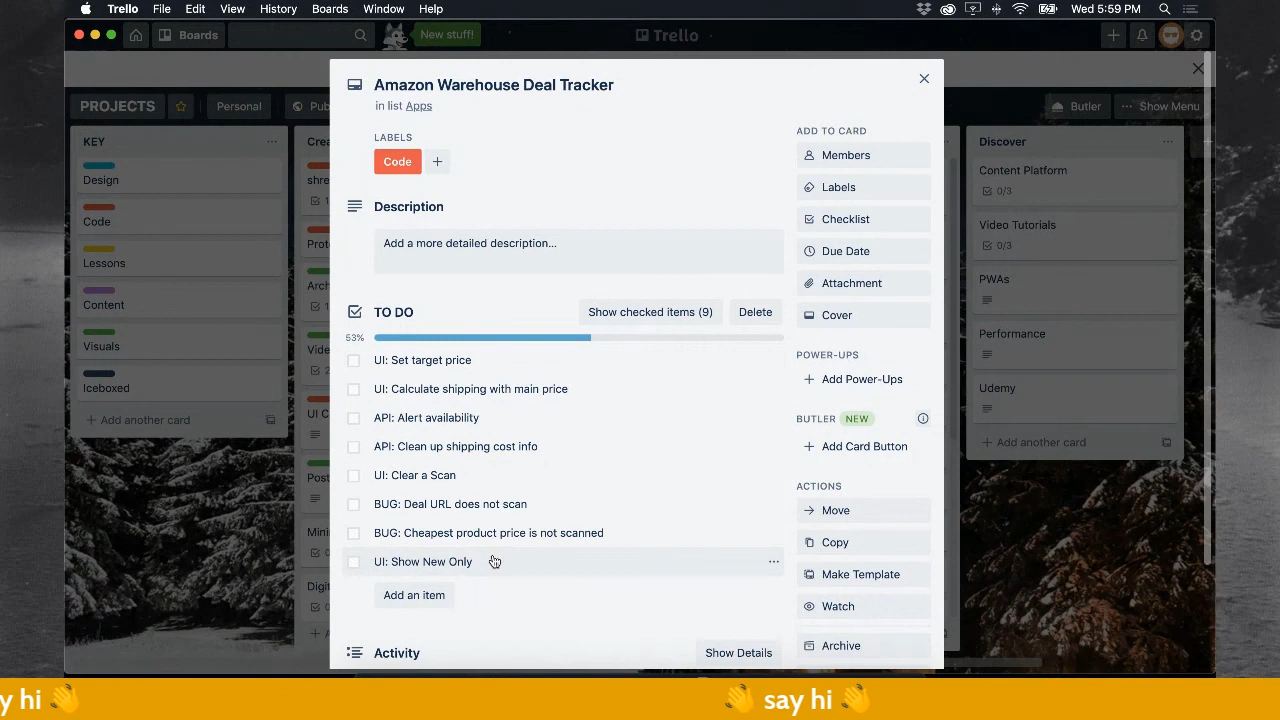 Trello File Edit View History Boards Window Help Wed 5:59 PM
Boards New stuff! Trello
PROJECTS Personal Butler Show Menu
KEY
Design
Code
Lessons
Content
Visuals
Iceboxed
+ Add another card
Amazon Warehouse Deal Tracker
in list Apps
LABELS
Code +
Description
Add a more detailed description…
TO DO Show checked items (9) Delete
53%
UI: Set target price
UI: Calculate shipping with main price
API: Alert availability
API: Clean up shipping cost info
UI: Clear a Scan
BUG: Deal URL does not scan
BUG: Cheapest product price is not scanned
UI: Show New Only
Add an item
Activity Show Details
ADD TO CARD
Members
Labels
Checklist
Due Date
Attachment
Cover
POWER-UPS
+ Add Power-Ups
BUTLER NEW
+ Add Card Button
ACTIONS
Move
Copy
Make Template
Watch
Archive
Discover
Content Platform
0/3
Video Tutorials
0/3
PWAs
Performance
Udemy
+ Add another card
y hi 👋 👋 say hi 👋